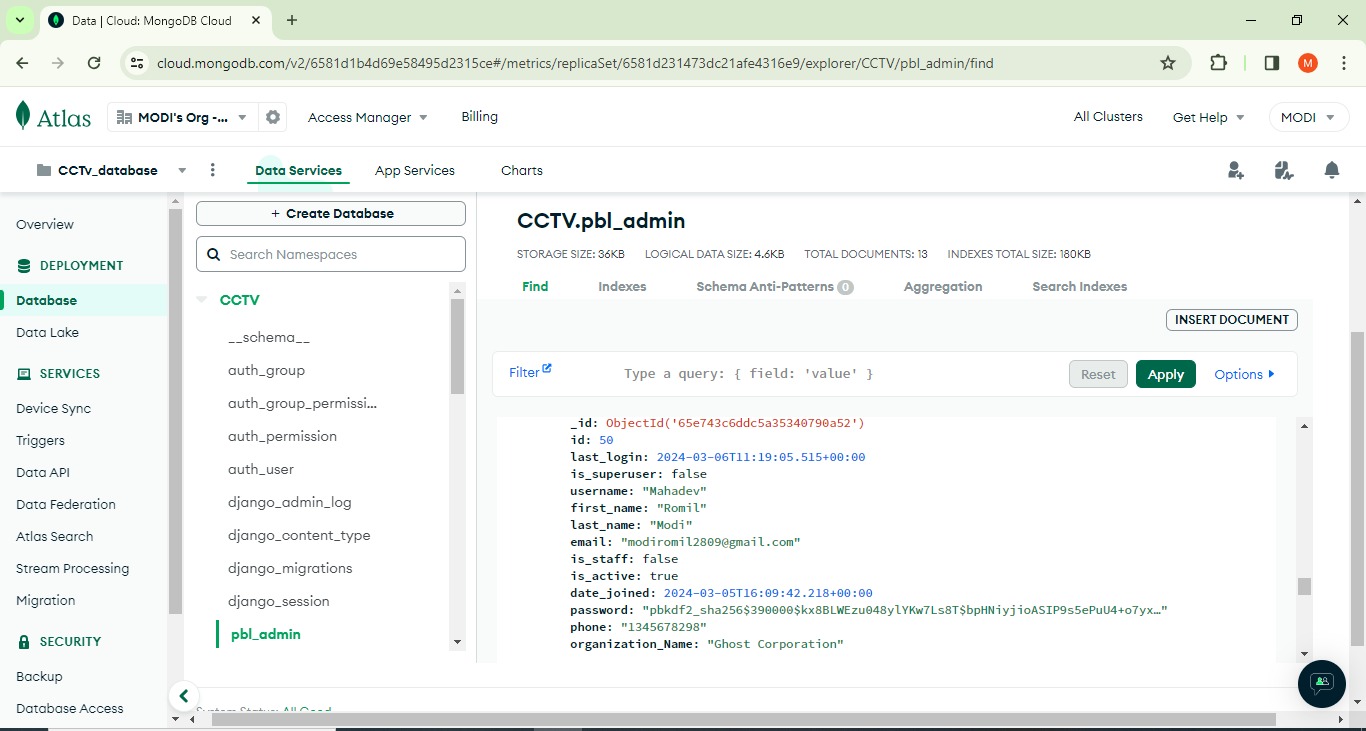 Data | Cloud: MongoDB Cloud
cloud.mongodb.com/v2/6581d1b4d69e58495d2315ce#/metrics/replicaSet/6581d231473dc21afe4316e9/explorer/CCTV/pbl_admin/find
M
Atlas
MODI's Org -...
Access Manager
Billing
All Clusters
Get Help
MODI
CCTv_database
Data Services
App Services
Charts
Overview
DEPLOYMENT
Database
Data Lake
SERVICES
Device Sync
Triggers
Data API
Data Federation
Atlas Search
Stream Processing
Migration
SECURITY
Backup
Database Access
+ Create Database
Search Namespaces
CCTV
__schema__
auth_group
auth_group_permissi...
auth_permission
auth_user
django_admin_log
django_content_type
django_migrations
django_session
pbl_admin
CCTV.pbl_admin
STORAGE SIZE: 36KB LOGICAL DATA SIZE: 4.6KB TOTAL DOCUMENTS: 13 INDEXES TOTAL SIZE: 180KB
Find
Indexes
Schema Anti-Patterns 0
Aggregation
Search Indexes
INSERT DOCUMENT
Filter
Type a query: { field: 'value' }
Reset
Apply
Options
_id: ObjectId('65e743c6ddc5a35340790a52')
id: 50
last_login: 2024-03-06T11:19:05.515+00:00
is_superuser: false
username: "Mahadev"
first_name: "Romil"
last_name: "Modi"
email: "modiromil2809@gmail.com"
is_staff: false
is_active: true
date_joined: 2024-03-05T16:09:42.218+00:00
password: "pbkdf2_sha256$390000$kx8BLWEzu048ylYKw7Ls8T$bpHNiyjioASIP9s5ePuU4+o7yx…"
phone: "1345678298"
organization_Name: "Ghost Corporation"
System Status: All Good